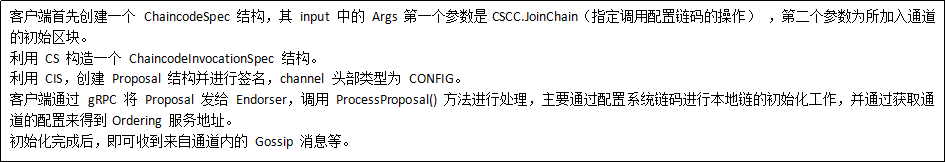 客户端首先创建一个 ChaincodeSpec 结构，其 input 中的 Args 第一个参数是 CSCC.JoinChain（指定调用配置链码的操作） ，第二个参数为所加入通道
的初始区块。
利用 CS 构造一个 ChaincodeInvocationSpec 结构。
利用 CIS，创建 Proposal 结构并进行签名，channel 头部类型为 CONFIG。
客户端通过 gRPC 将 Proposal 发给 Endorser，调用 ProcessProposal() 方法进行处理，主要通过配置系统链码进行本地链的初始化工作，并通过获取通
道的配置来得到 Ordering 服务地址。
初始化完成后，即可收到来自通道内的 Gossip 消息等。